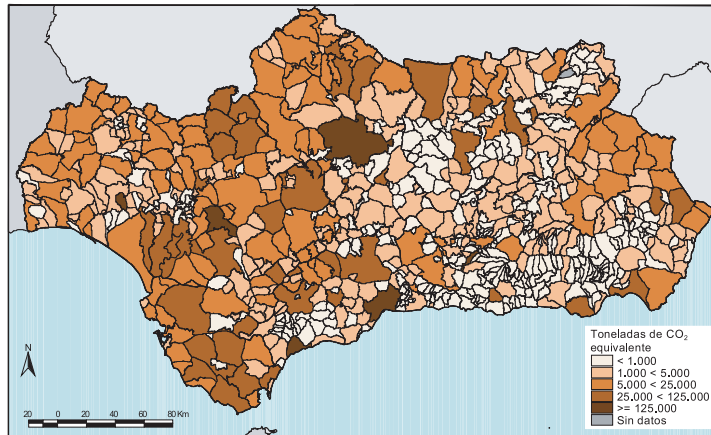 Toneladas de CO₂
equivalente
< 1.000
1.000 < 5.000
5.000 < 25.000
25.000 < 125.000
>= 125.000
Sin datos
N
20 0 20 40 60 80 Km